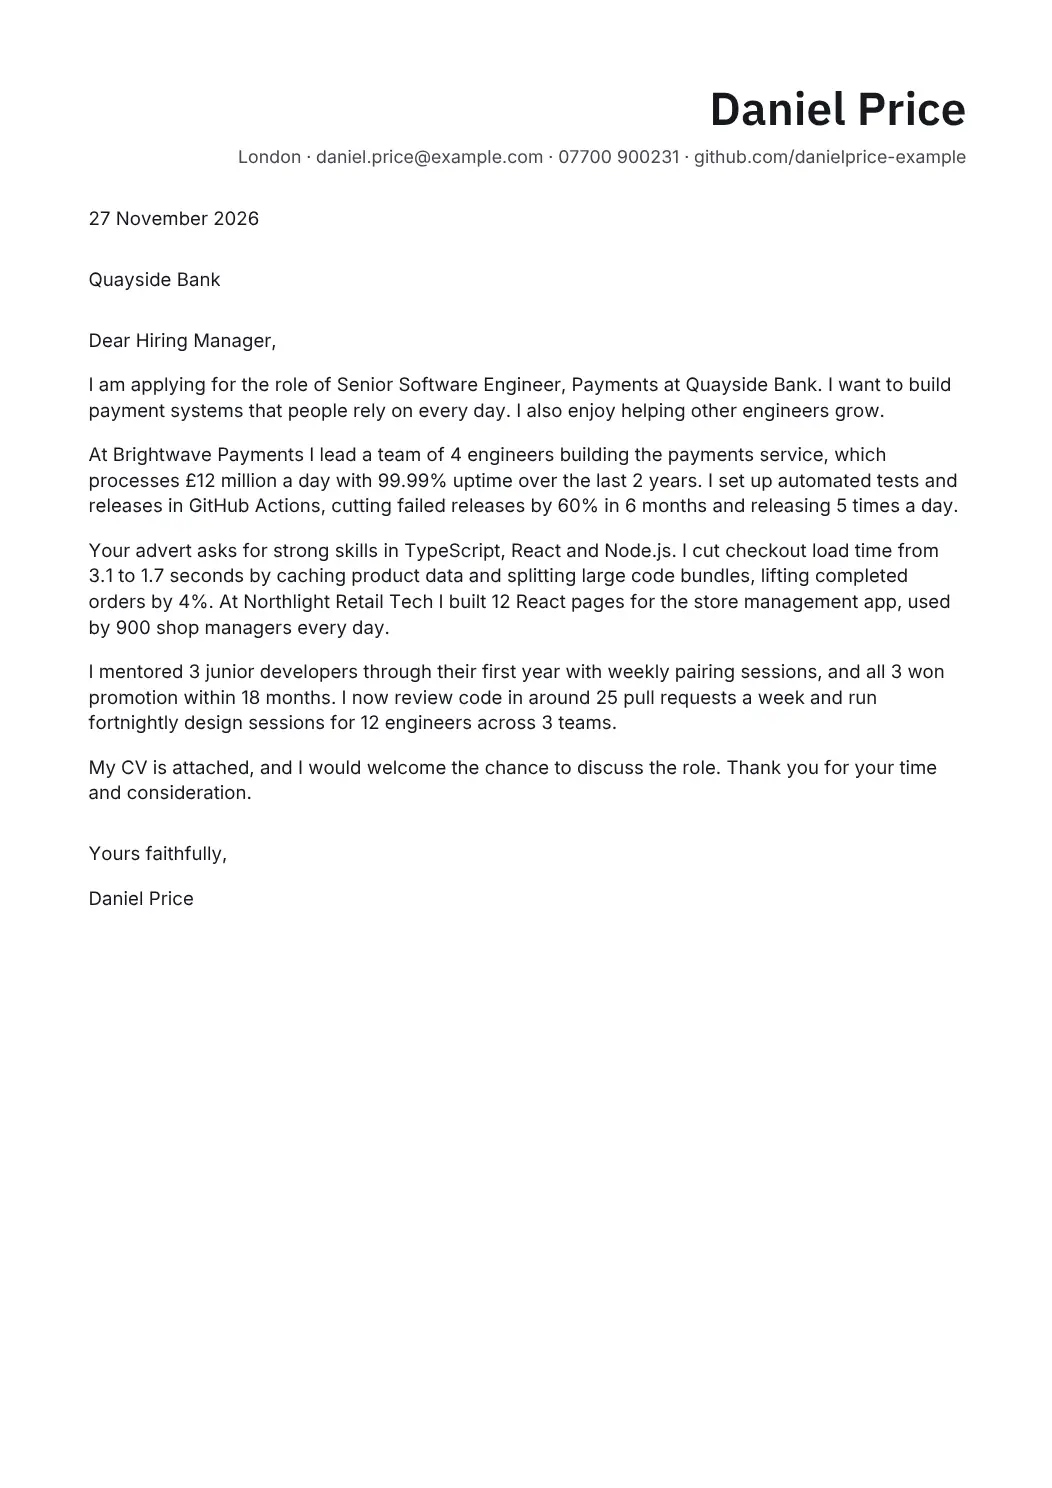 Daniel Price
London · daniel.price@example.com · 07700 900231 · github.com/danielprice-example
27 November 2026
Quayside Bank
Dear Hiring Manager,
I am applying for the role of Senior Software Engineer, Payments at Quayside Bank. I want to build
payment systems that people rely on every day. I also enjoy helping other engineers grow.
At Brightwave Payments I lead a team of 4 engineers building the payments service, which
processes £12 million a day with 99.99% uptime over the last 2 years. I set up automated tests and
releases in GitHub Actions, cutting failed releases by 60% in 6 months and releasing 5 times a day.
Your advert asks for strong skills in TypeScript, React and Node.js. I cut checkout load time from
3.1 to 1.7 seconds by caching product data and splitting large code bundles, lifting completed
orders by 4%. At Northlight Retail Tech I built 12 React pages for the store management app, used
by 900 shop managers every day.
I mentored 3 junior developers through their first year with weekly pairing sessions, and all 3 won
promotion within 18 months. I now review code in around 25 pull requests a week and run
fortnightly design sessions for 12 engineers across 3 teams.
My CV is attached, and I would welcome the chance to discuss the role. Thank you for your time
and consideration.
Yours faithfully,
Daniel Price